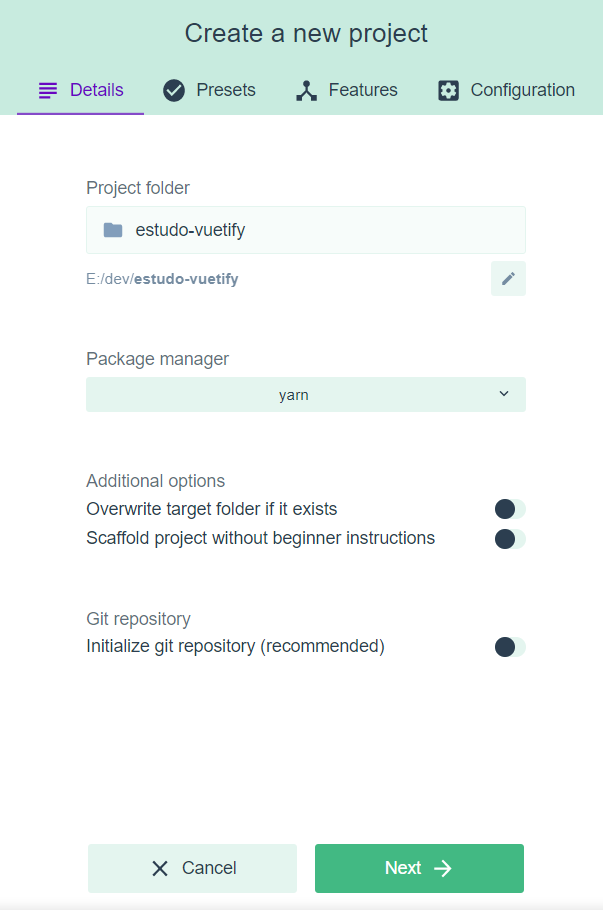 Create a new project
Details Presets Features Configuration
Project folder
estudo-vuetify
E:/dev/estudo-vuetify
Package manager
yarn
Additional options
Overwrite target folder if it exists
Scaffold project without beginner instructions
Git repository
Initialize git repository (recommended)
Cancel Next